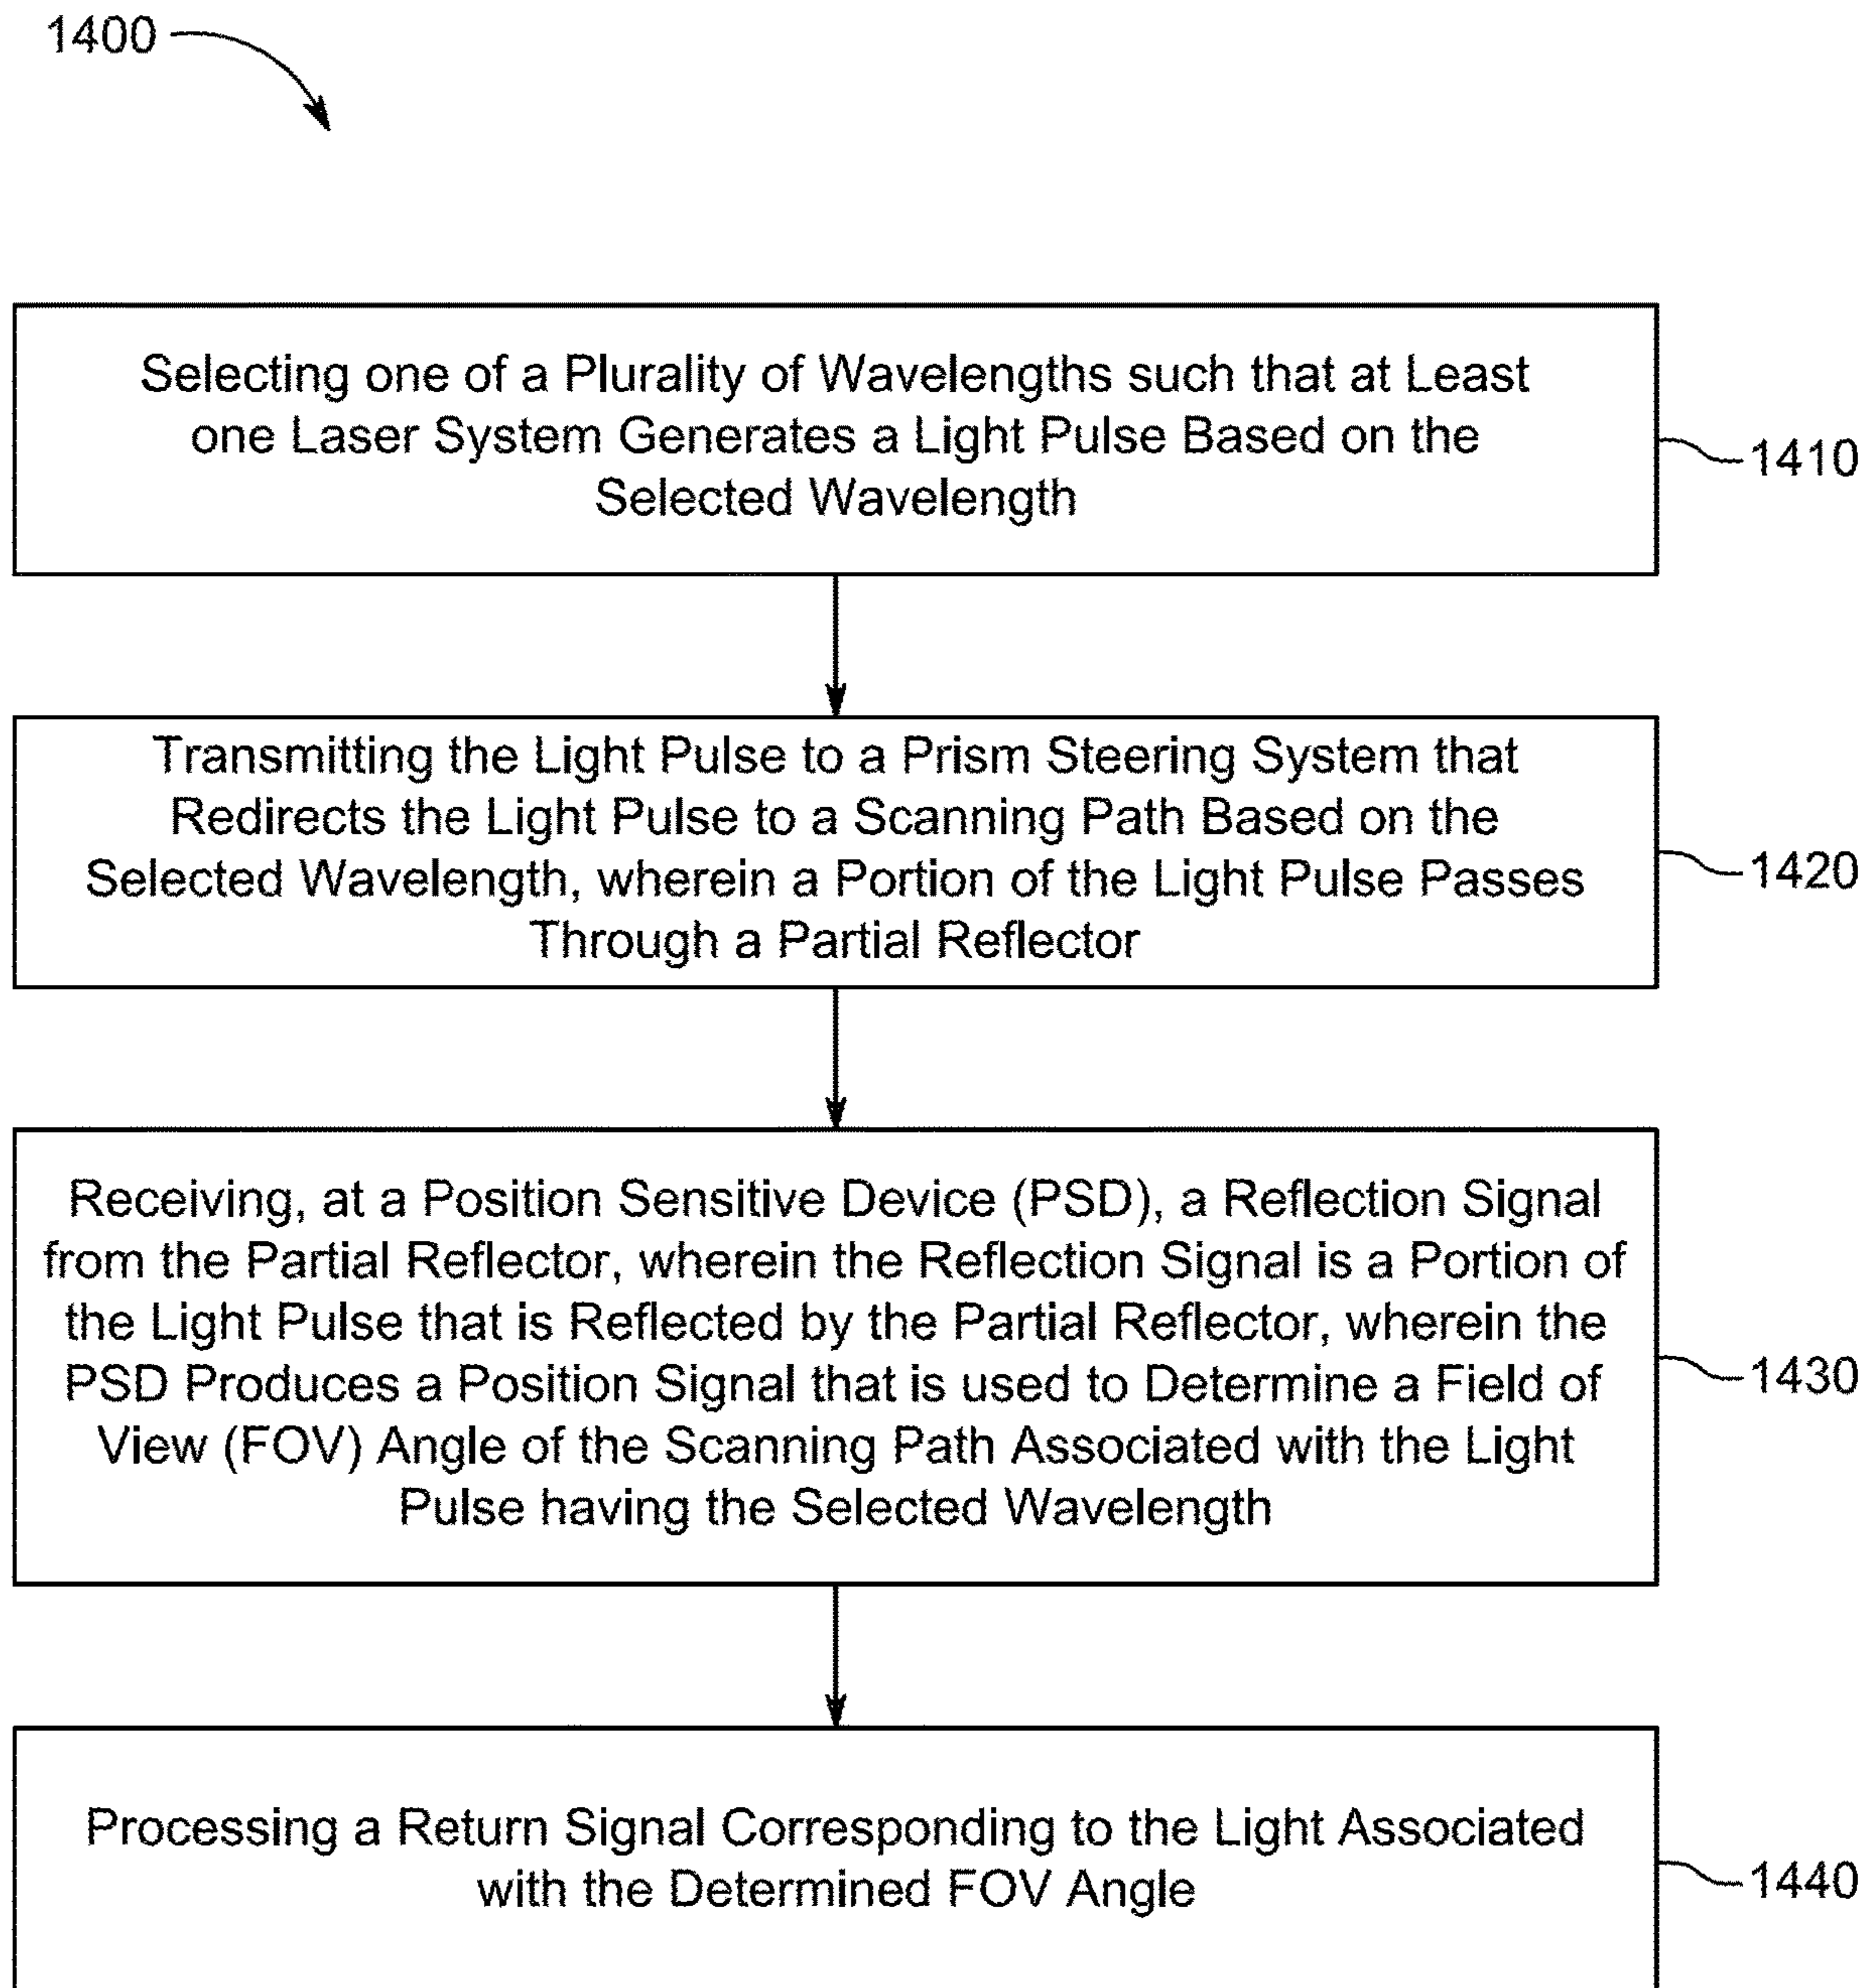 1400
Selecting one of a Plurality of Wavelengths such that at Least
one Laser System Generates a Light Pulse Based on the
Selected Wavelength
1410
Transmitting the Light Pulse to a Prism Steering System that
Redirects the Light Pulse to a Scanning Path Based on the
Selected Wavelength, wherein a Portion of the Light Pulse Passes
Through a Partial Reflector
1420
Receiving, at a Position Sensitive Device (PSD), a Reflection Signal
from the Partial Reflector, wherein the Reflection Signal is a Portion of
the Light Pulse that is Reflected by the Partial Reflector, wherein the
PSD Produces a Position Signal that is used to Determine a Field of
View (FOV) Angle of the Scanning Path Associated with the Light
Pulse having the Selected Wavelength
1430
Processing a Return Signal Corresponding to the Light Associated
with the Determined FOV Angle
1440